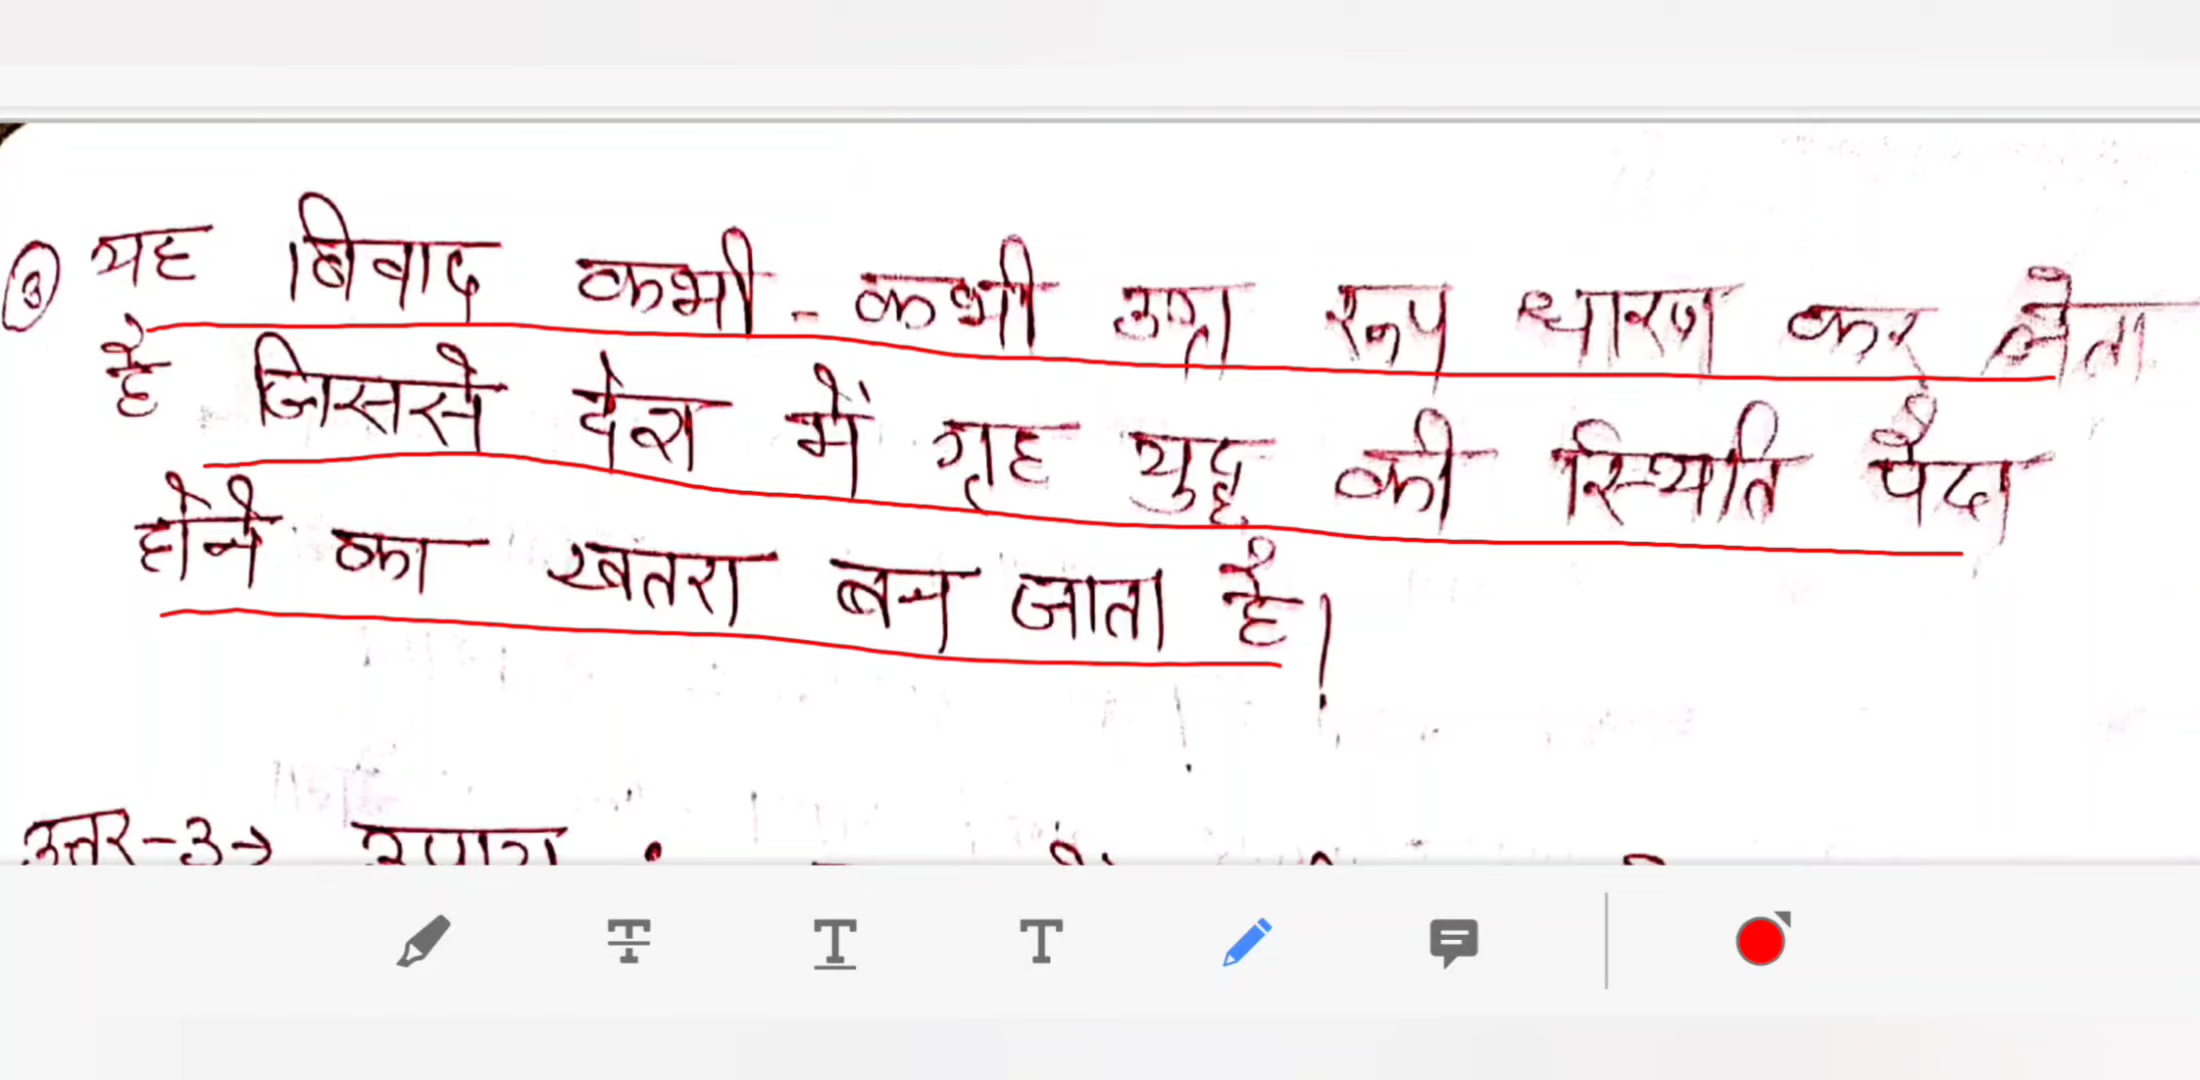 ③ यह बिवाद कभी - कभी उग्र रूप धारण कर लेता
है जिससे देश में गृह युद्ध की स्थिति पैदा
होने का खतरा बन जाता है।
उत्तर-3→